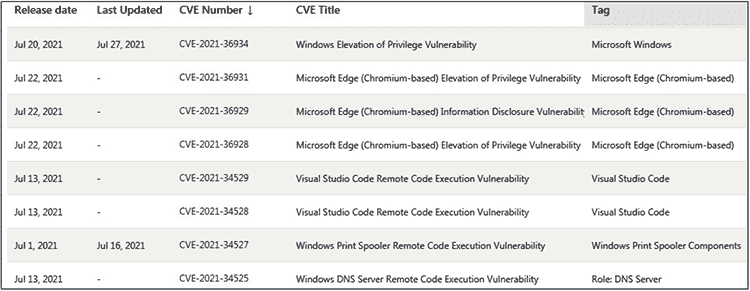 Release date Last Updated CVE Number ↓ CVE Title Tag
Jul 20, 2021 Jul 27, 2021 CVE-2021-36934 Windows Elevation of Privilege Vulnerability Microsoft Windows
Jul 22, 2021 - CVE-2021-36931 Microsoft Edge (Chromium-based) Elevation of Privilege Vulnerability Microsoft Edge (Chromium-based)
Jul 22, 2021 - CVE-2021-36929 Microsoft Edge (Chromium-based) Information Disclosure Vulnerability Microsoft Edge (Chromium-based)
Jul 22, 2021 - CVE-2021-36928 Microsoft Edge (Chromium-based) Elevation of Privilege Vulnerability Microsoft Edge (Chromium-based)
Jul 13, 2021 - CVE-2021-34529 Visual Studio Code Remote Code Execution Vulnerability Visual Studio Code
Jul 13, 2021 - CVE-2021-34528 Visual Studio Code Remote Code Execution Vulnerability Visual Studio Code
Jul 1, 2021 Jul 16, 2021 CVE-2021-34527 Windows Print Spooler Remote Code Execution Vulnerability Windows Print Spooler Components
Jul 13, 2021 - CVE-2021-34525 Windows DNS Server Remote Code Execution Vulnerability Role: DNS Server